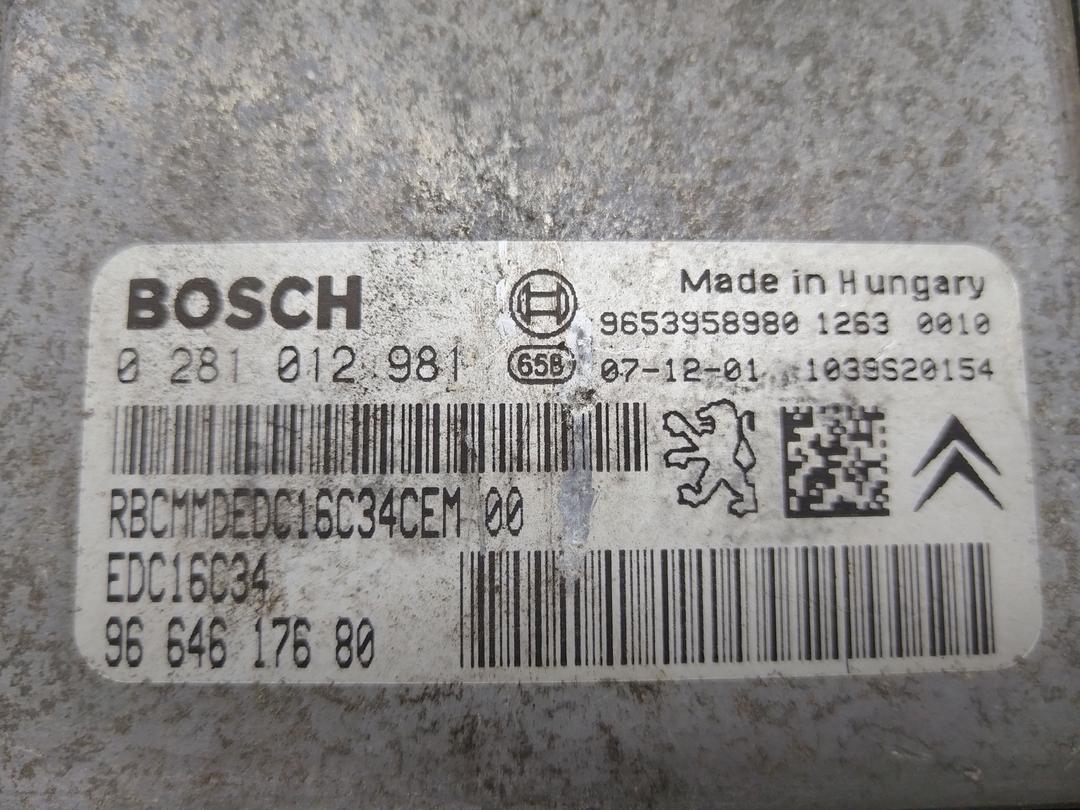 BOSCH
Made in Hungary
9653958980 1263 0010
0 281 012 981
65B
07-12-01 1039S20154
RBCMMDEDC16C34CEM 00
EDC16C34
96 646 176 80